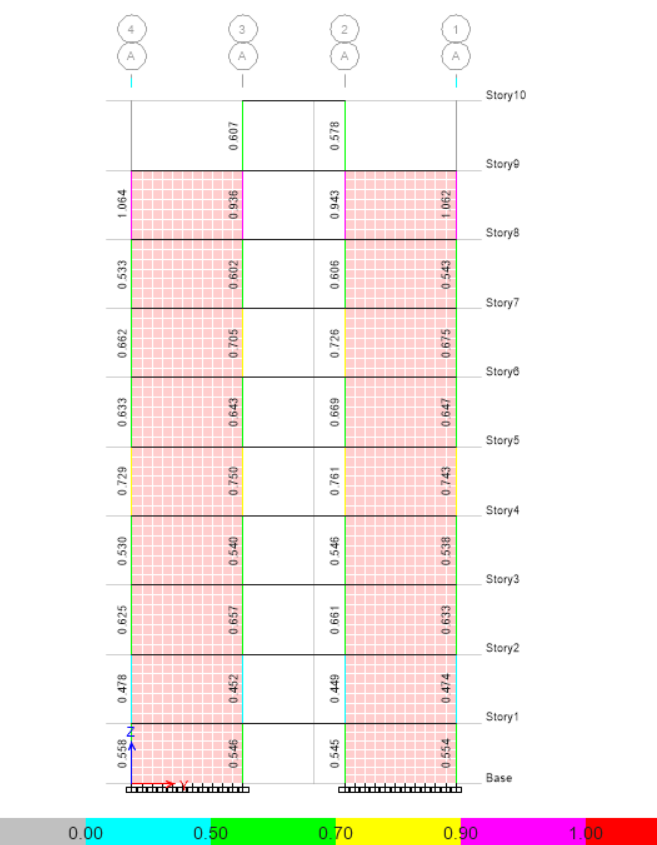 4 3 2 1
A A A A
Story10
0.607 0.578
Story9
1.064 0.936 0.943 1.062
Story8
0.533 0.602 0.606 0.543
Story7
0.662 0.705 0.726 0.675
Story6
0.633 0.643 0.669 0.647
Story5
0.729 0.750 0.761 0.743
Story4
0.530 0.540 0.546 0.538
Story3
0.625 0.657 0.661 0.633
Story2
0.478 0.452 0.449 0.474
Story1
Z
0.558 0.546 0.545 0.554
Y
Base
0.00 0.50 0.70 0.90 1.00